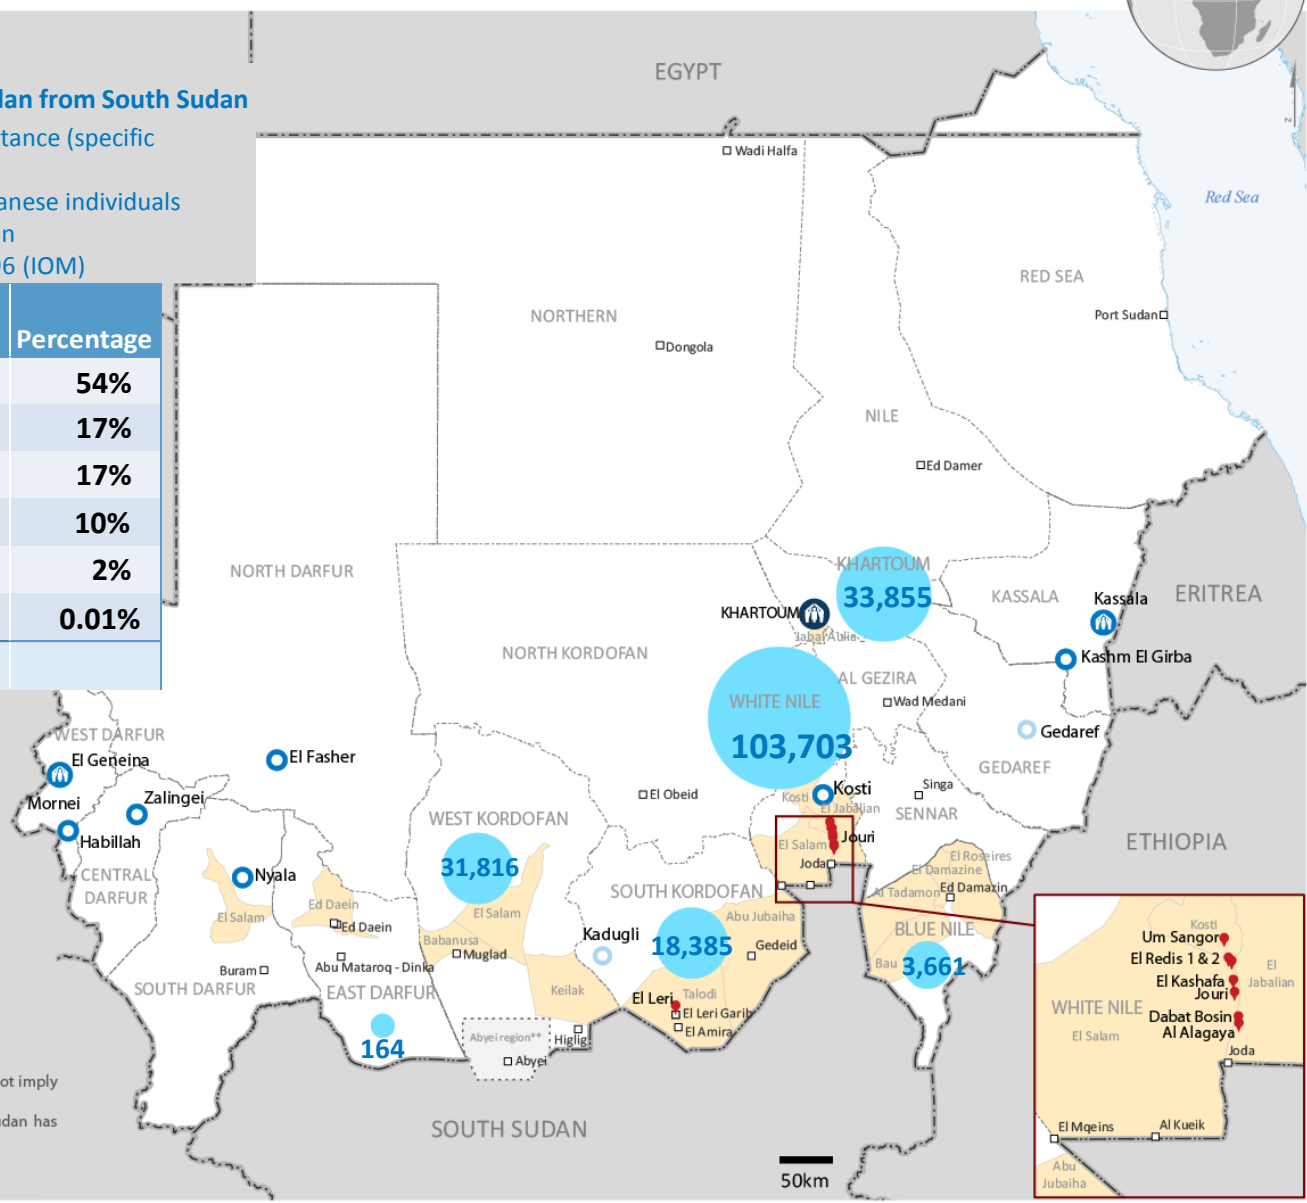 EGYPT
dan from South Sudan
tance (specific
anese individuals
n
96 (IOM)
Percentage
54%
17%
17%
10%
2%
0.01%
Wadi Halfa
Red Sea
RED SEA
Port Sudan
NORTHERN
Dongola
NILE
Ed Damer
NORTH DARFUR
KHARTOUM
33,855
KHARTOUM
Jabal Aulia
KASSALA
Kassala
ERITREA
Kashm El Girba
NORTH KORDOFAN
AL GEZIRA
WHITE NILE
Wad Medani
103,703
Gedaref
GEDAREF
WEST DARFUR
El Geneina
El Fasher
Mornei
Zalingei
Habillah
El Obeid
Kosti
Kosti
El Jabalian
Singa
SENNAR
WEST KORDOFAN
31,816
Jouri
El Salam
Joda
ETHIOPIA
CENTRAL
DARFUR
Nyala
El Salam
Ed Daein
Ed Daein
El Salam
SOUTH KORDOFAN
Abu Jubaiha
El Roseires
El Damazine
Al Tadamon
Ed Damazin
BLUE NILE
Bau
3,661
Kadugli
18,385
Gedeid
Babanusa
Muglad
Buram
Abu Mataroq - Dinka
SOUTH DARFUR
EAST DARFUR
Keilak
El Leri
Talodi
El Leri Garib
El Amira
164
Abyei region**
Higlig
Abyei
Kosti
Um Sangor
El Redis 1 & 2
El
Jabalian
El Kashafa
Jouri
WHITE NILE
Dabat Bosin
El Salam
Al Alagaya
Joda
El Mqeins
Al Kueik
Abu
Jubaiha
ot imply
udan has
SOUTH SUDAN
50km
N